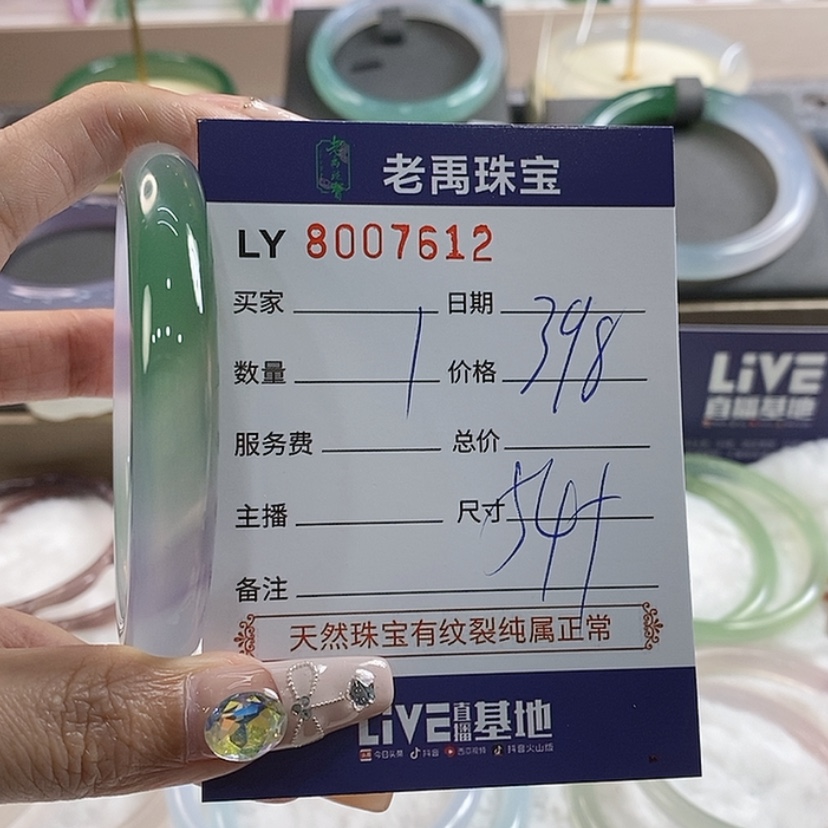 老禹珠宝
LY 8007612
买家 日期
数量 1 价格 398
服务费 总价
主播 尺寸 54
备注
天然珠宝有纹裂纯属正常
LiVE直播基地
今日头条 抖音 西瓜视频 抖音火山版
LiVE
直播基地